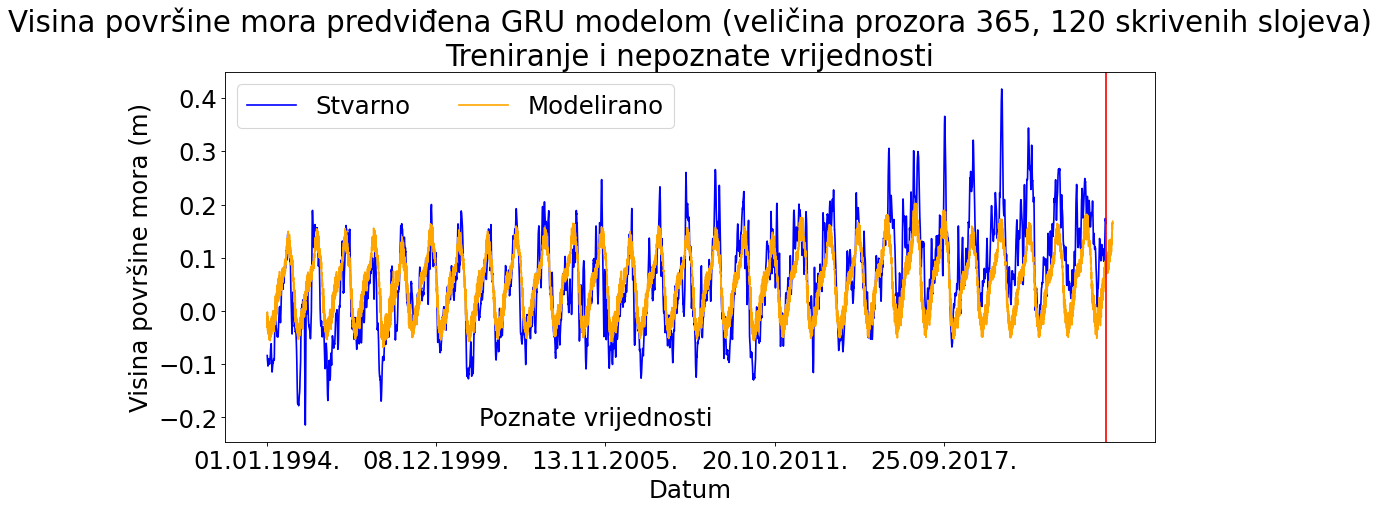 Visina površine mora predviđena GRU modelom (veličina prozora 365, 120 skrivenih slojeva)
Treniranje i nepoznate vrijednosti
Stvarno
Modelirano
Visina površine mora (m)
0.4
0.3
0.2
0.1
0.0
−0.1
−0.2
Poznate vrijednosti
01.01.1994.
08.12.1999.
13.11.2005.
20.10.2011.
25.09.2017.
Datum